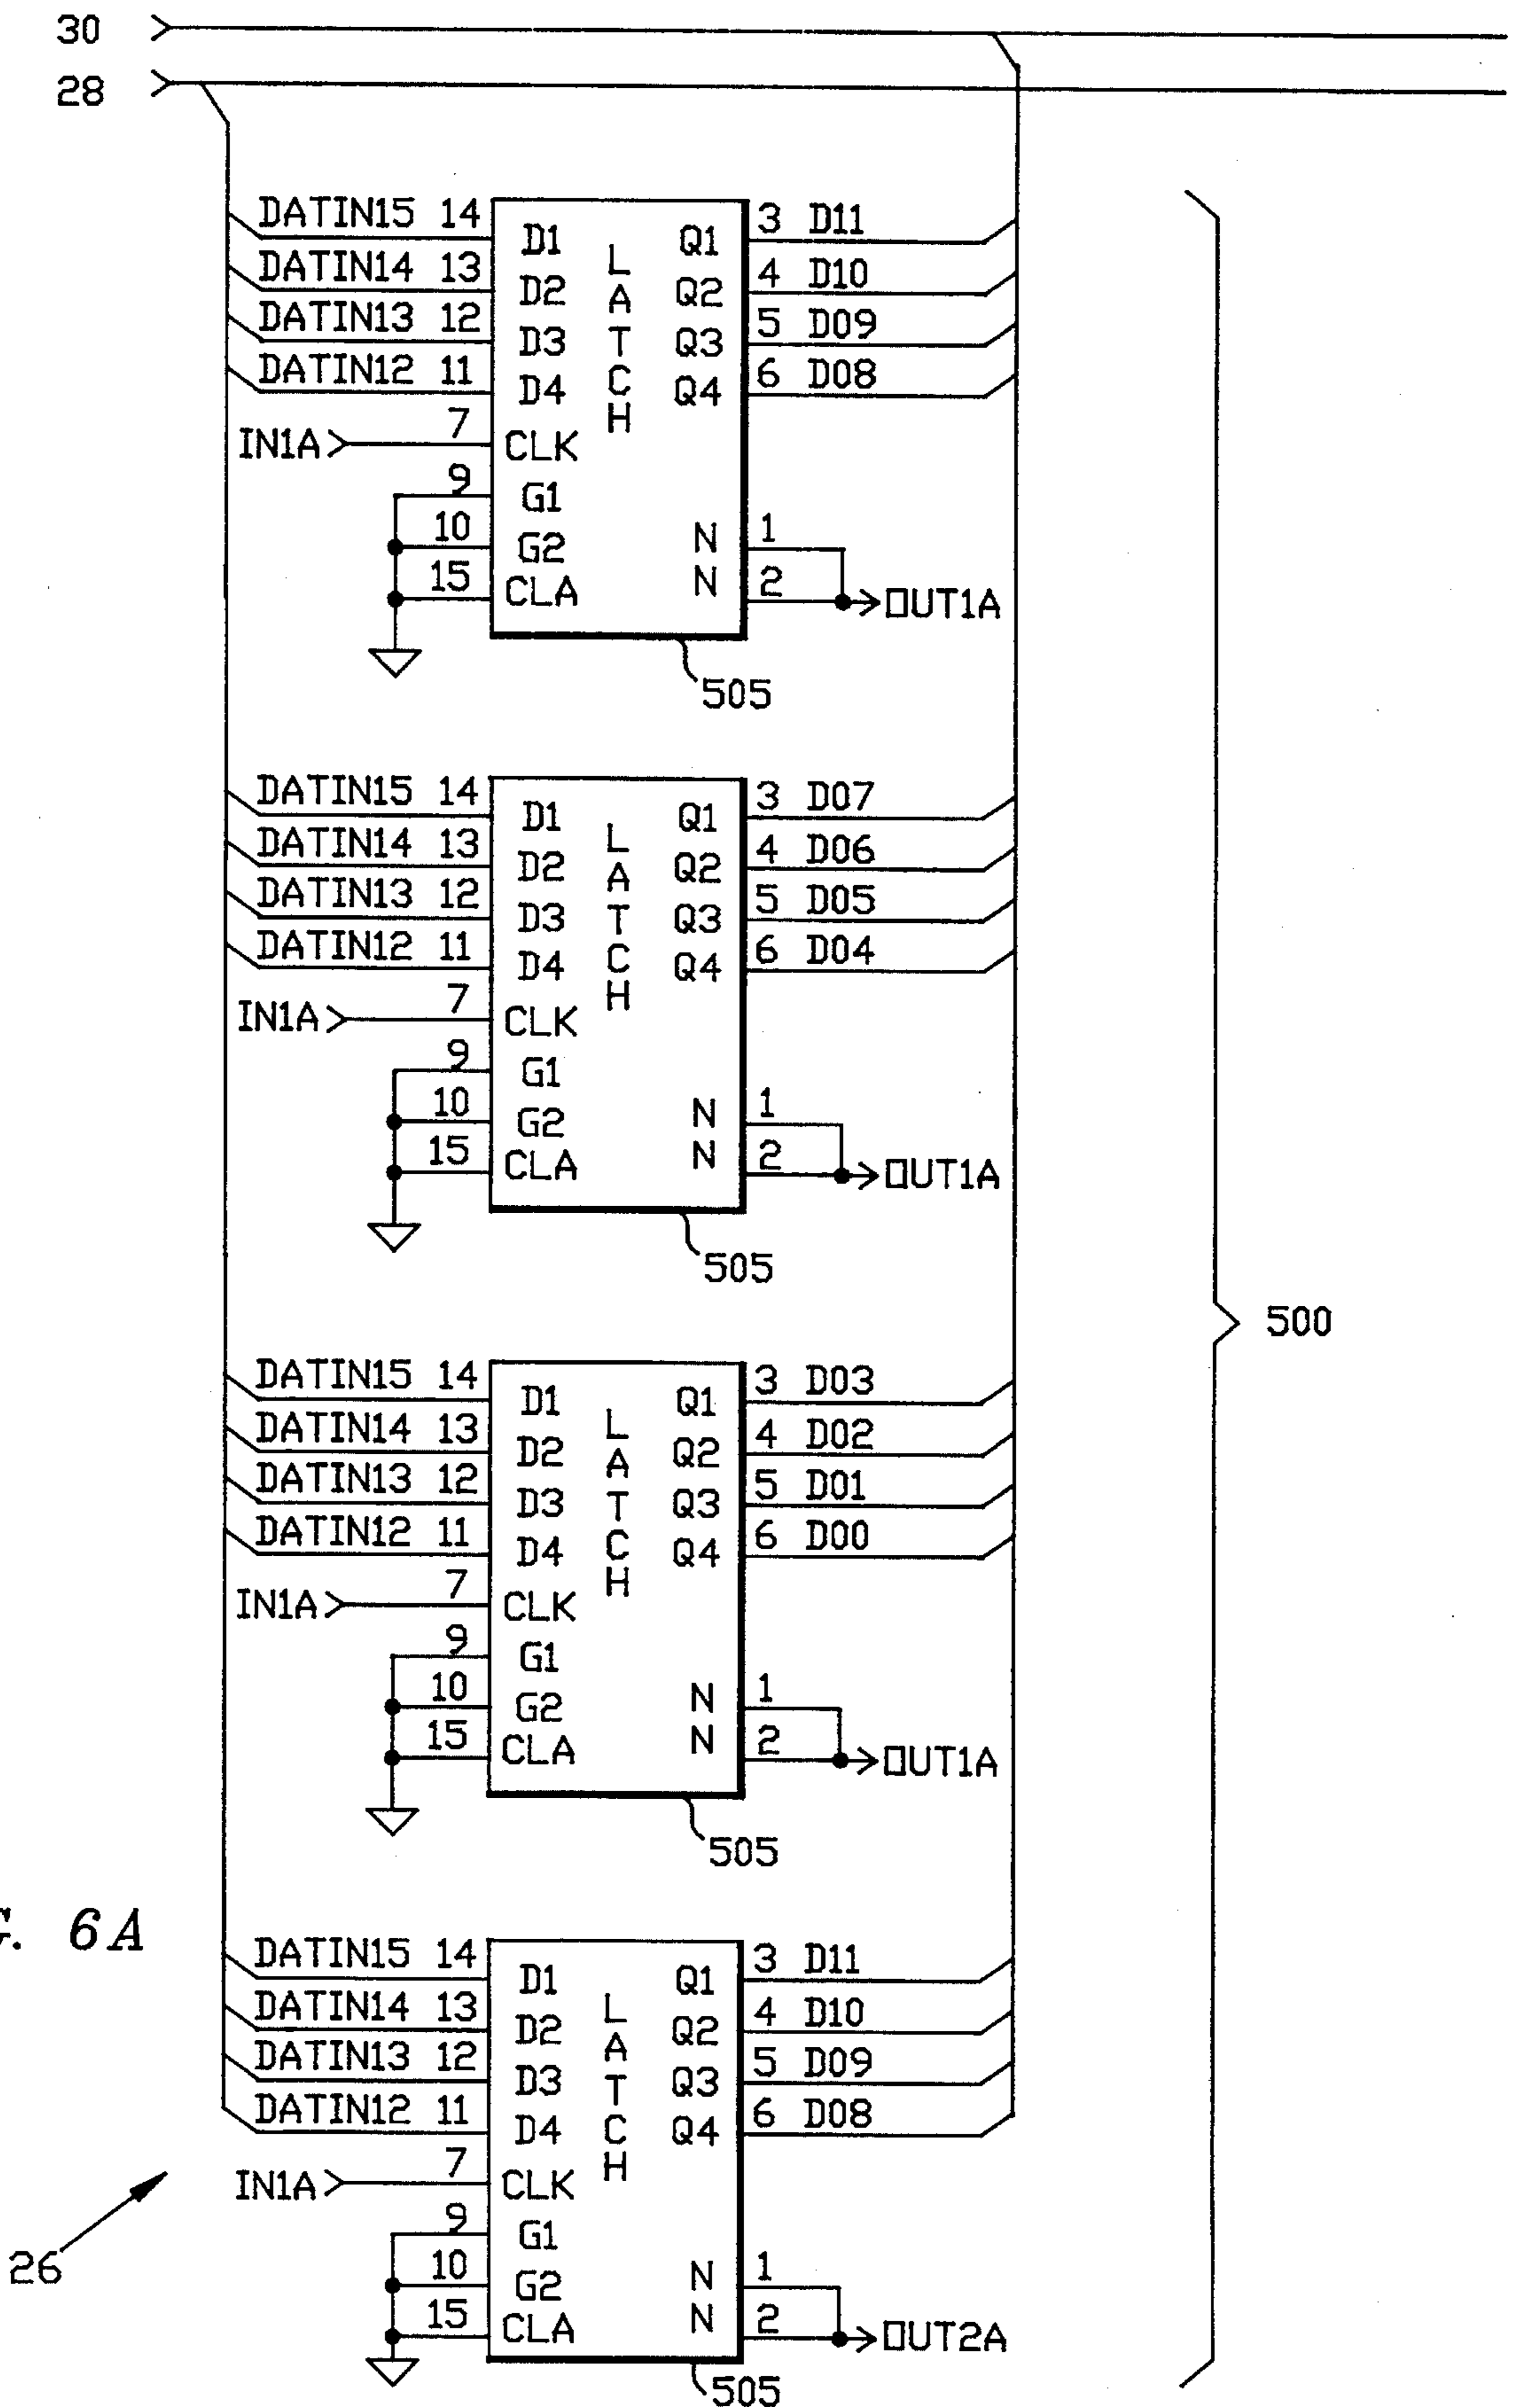 30
28
DATIN15 14 D1 Q1 3 D11
DATIN14 13 D2 Q2 4 D10
DATIN13 12 D3 Q3 5 D09
DATIN12 11 D4 Q4 6 D08
LATCH
IN1A 7 CLK
9 G1
10 G2 N 1
15 CLA N 2 OUT1A
505
DATIN15 14 D1 Q1 3 D07
DATIN14 13 D2 Q2 4 D06
DATIN13 12 D3 Q3 5 D05
DATIN12 11 D4 Q4 6 D04
LATCH
IN1A 7 CLK
9 G1
10 G2 N 1
15 CLA N 2 OUT1A
505
500
DATIN15 14 D1 Q1 3 D03
DATIN14 13 D2 Q2 4 D02
DATIN13 12 D3 Q3 5 D01
DATIN12 11 D4 Q4 6 D00
LATCH
IN1A 7 CLK
9 G1
10 G2 N 1
15 CLA N 2 OUT1A
505
6A
DATIN15 14 D1 Q1 3 D11
DATIN14 13 D2 Q2 4 D10
DATIN13 12 D3 Q3 5 D09
DATIN12 11 D4 Q4 6 D08
LATCH
IN1A 7 CLK
9 G1
26
10 G2 N 1
15 CLA N 2 OUT2A
505